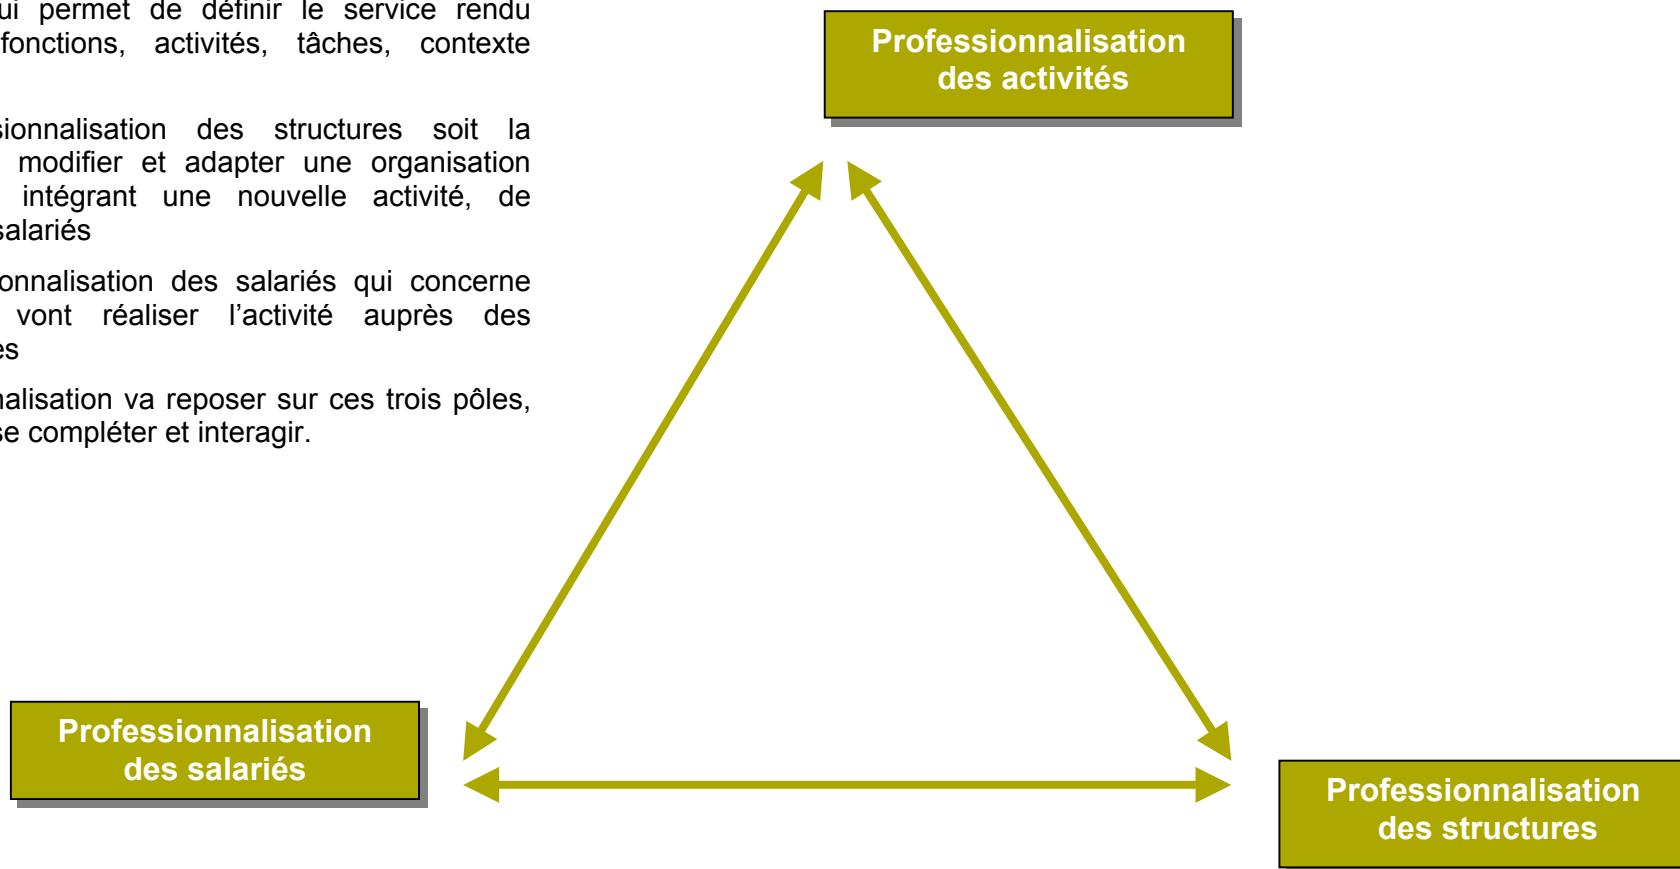 ui permet de définir le service rendu
fonctions, activités, tâches, contexte
sionnalisation des structures soit la
modifier et adapter une organisation
intégrant une nouvelle activité, de
salariés
onnalisation des salariés qui concerne
vont réaliser l’activité auprès des
es
nalisation va reposer sur ces trois pôles,
se compléter et interagir.
Professionnalisation
des activités
Professionnalisation
des salariés
Professionnalisation
des structures